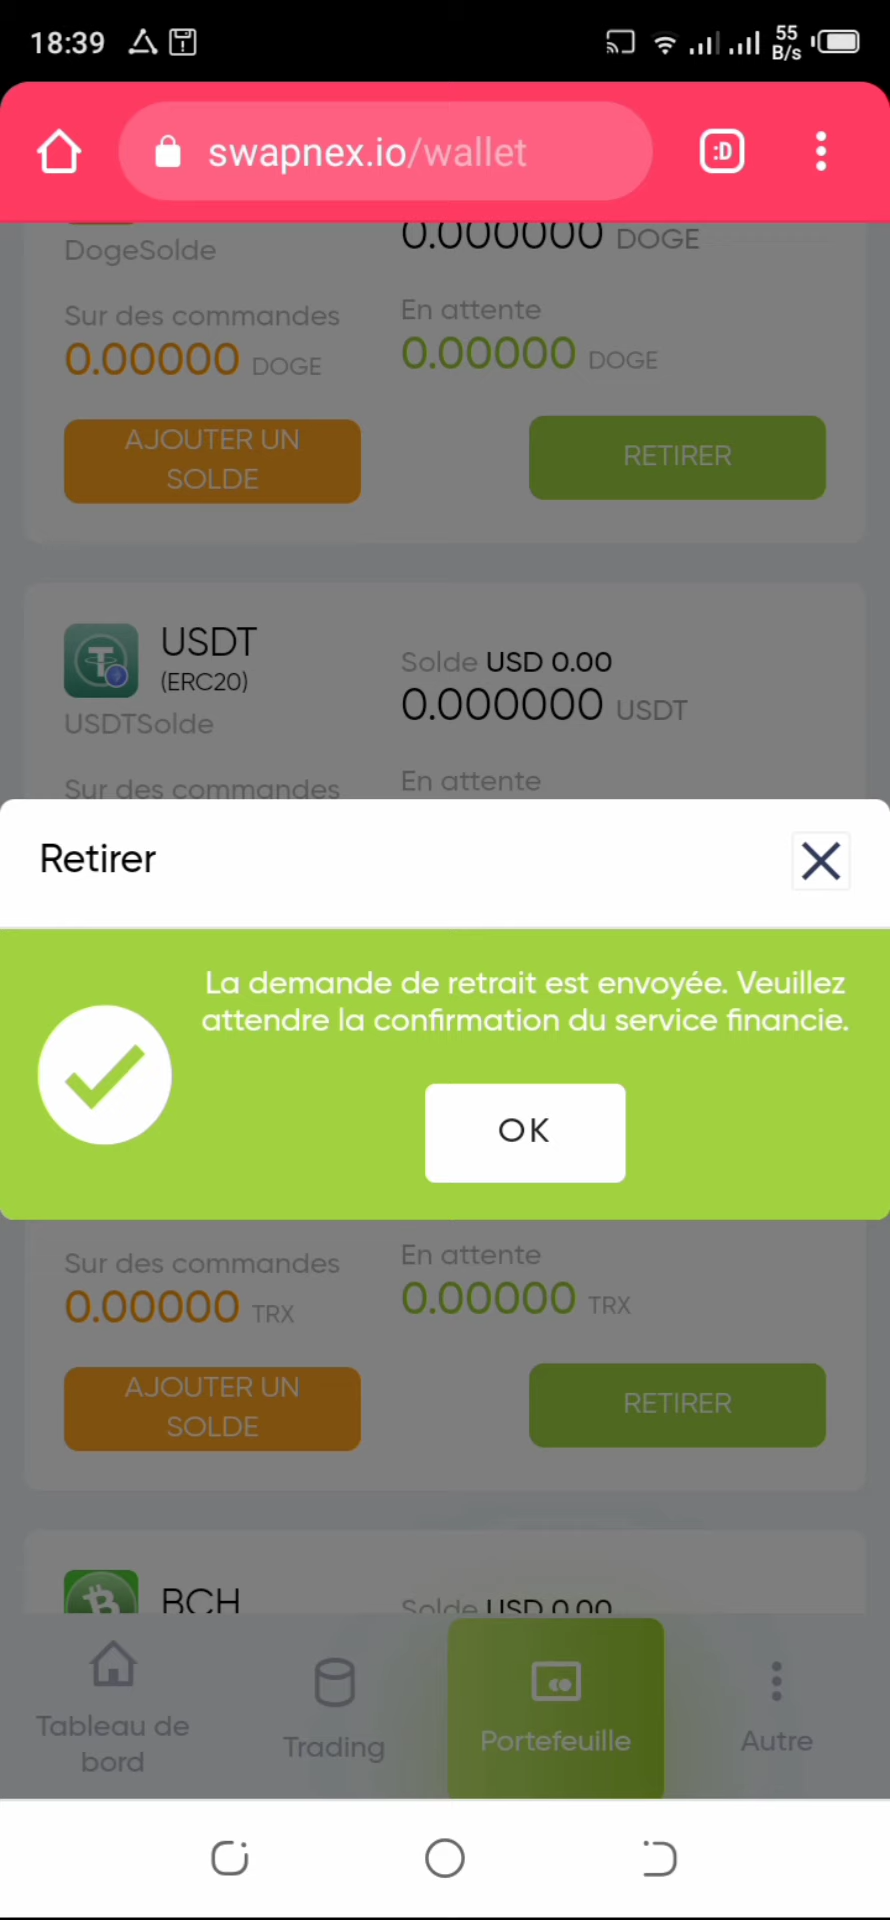 18:39
55
B/s
swapnex.io/wallet
:D
0.000000 DOGE
DogeSolde
Sur des commandes
En attente
0.00000 DOGE
0.00000 DOGE
AJOUTER UN
SOLDE
RETIRER
USDT
(ERC20)
Solde USD 0.00
0.000000 USDT
USDTSolde
Sur des commandes
En attente
Retirer
La demande de retrait est envoyée. Veuillez
attendre la confirmation du service financie.
OK
Sur des commandes
En attente
0.00000 TRX
0.00000 TRX
AJOUTER UN
SOLDE
RETIRER
BCH
Solde USD 0.00
Tableau de
bord
Trading
Portefeuille
Autre